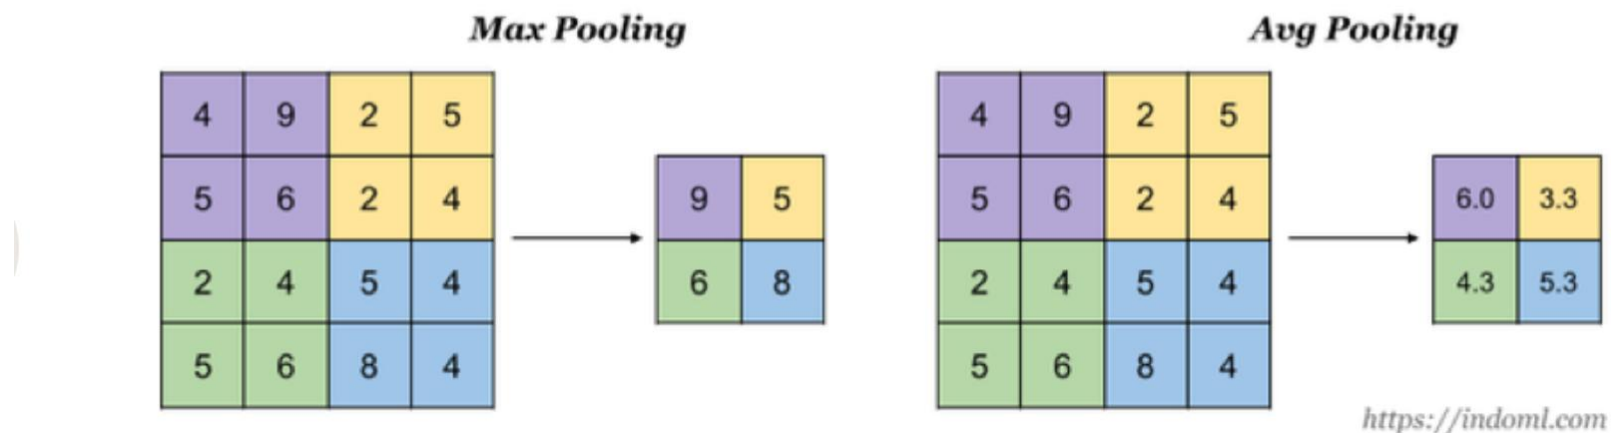 Max Pooling Avg Pooling
4 9 2 5 4 9 2 5
5 6 2 4 9 5 5 6 2 4 6.0 3.3
2 4 5 4 6 8 2 4 5 4 4.3 5.3
5 6 8 4 5 6 8 4
https://indoml.com